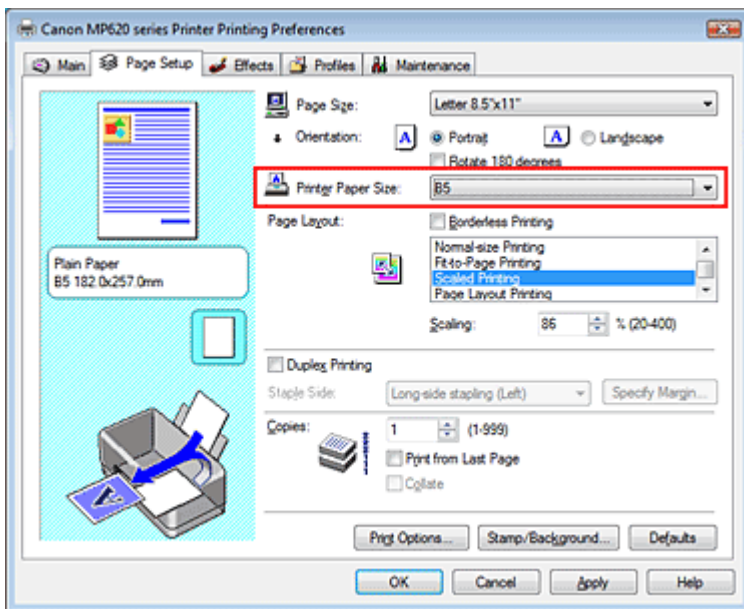 Canon MP620 series Printer Printing Preferences
Main Page Setup Effects Profiles Maintenance
Page Size: Letter 8.5"x11"
Orientation: A Portrait A Landscape
Rotate 180 degrees
Printer Paper Size: B5
Page Layout: Borderless Printing
Normal-size Printing
Fit-to-Page Printing
Scaled Printing
Page Layout Printing
Plain Paper
B5 182.0x257.0mm
Scaling: 86 % (20-400)
Duplex Printing
Staple Side: Long-side stapling (Left) Specify Margin...
Copies: 1 (1-999)
Print from Last Page
Collate
A
Print Options... Stamp/Background... Defaults
OK Cancel Apply Help